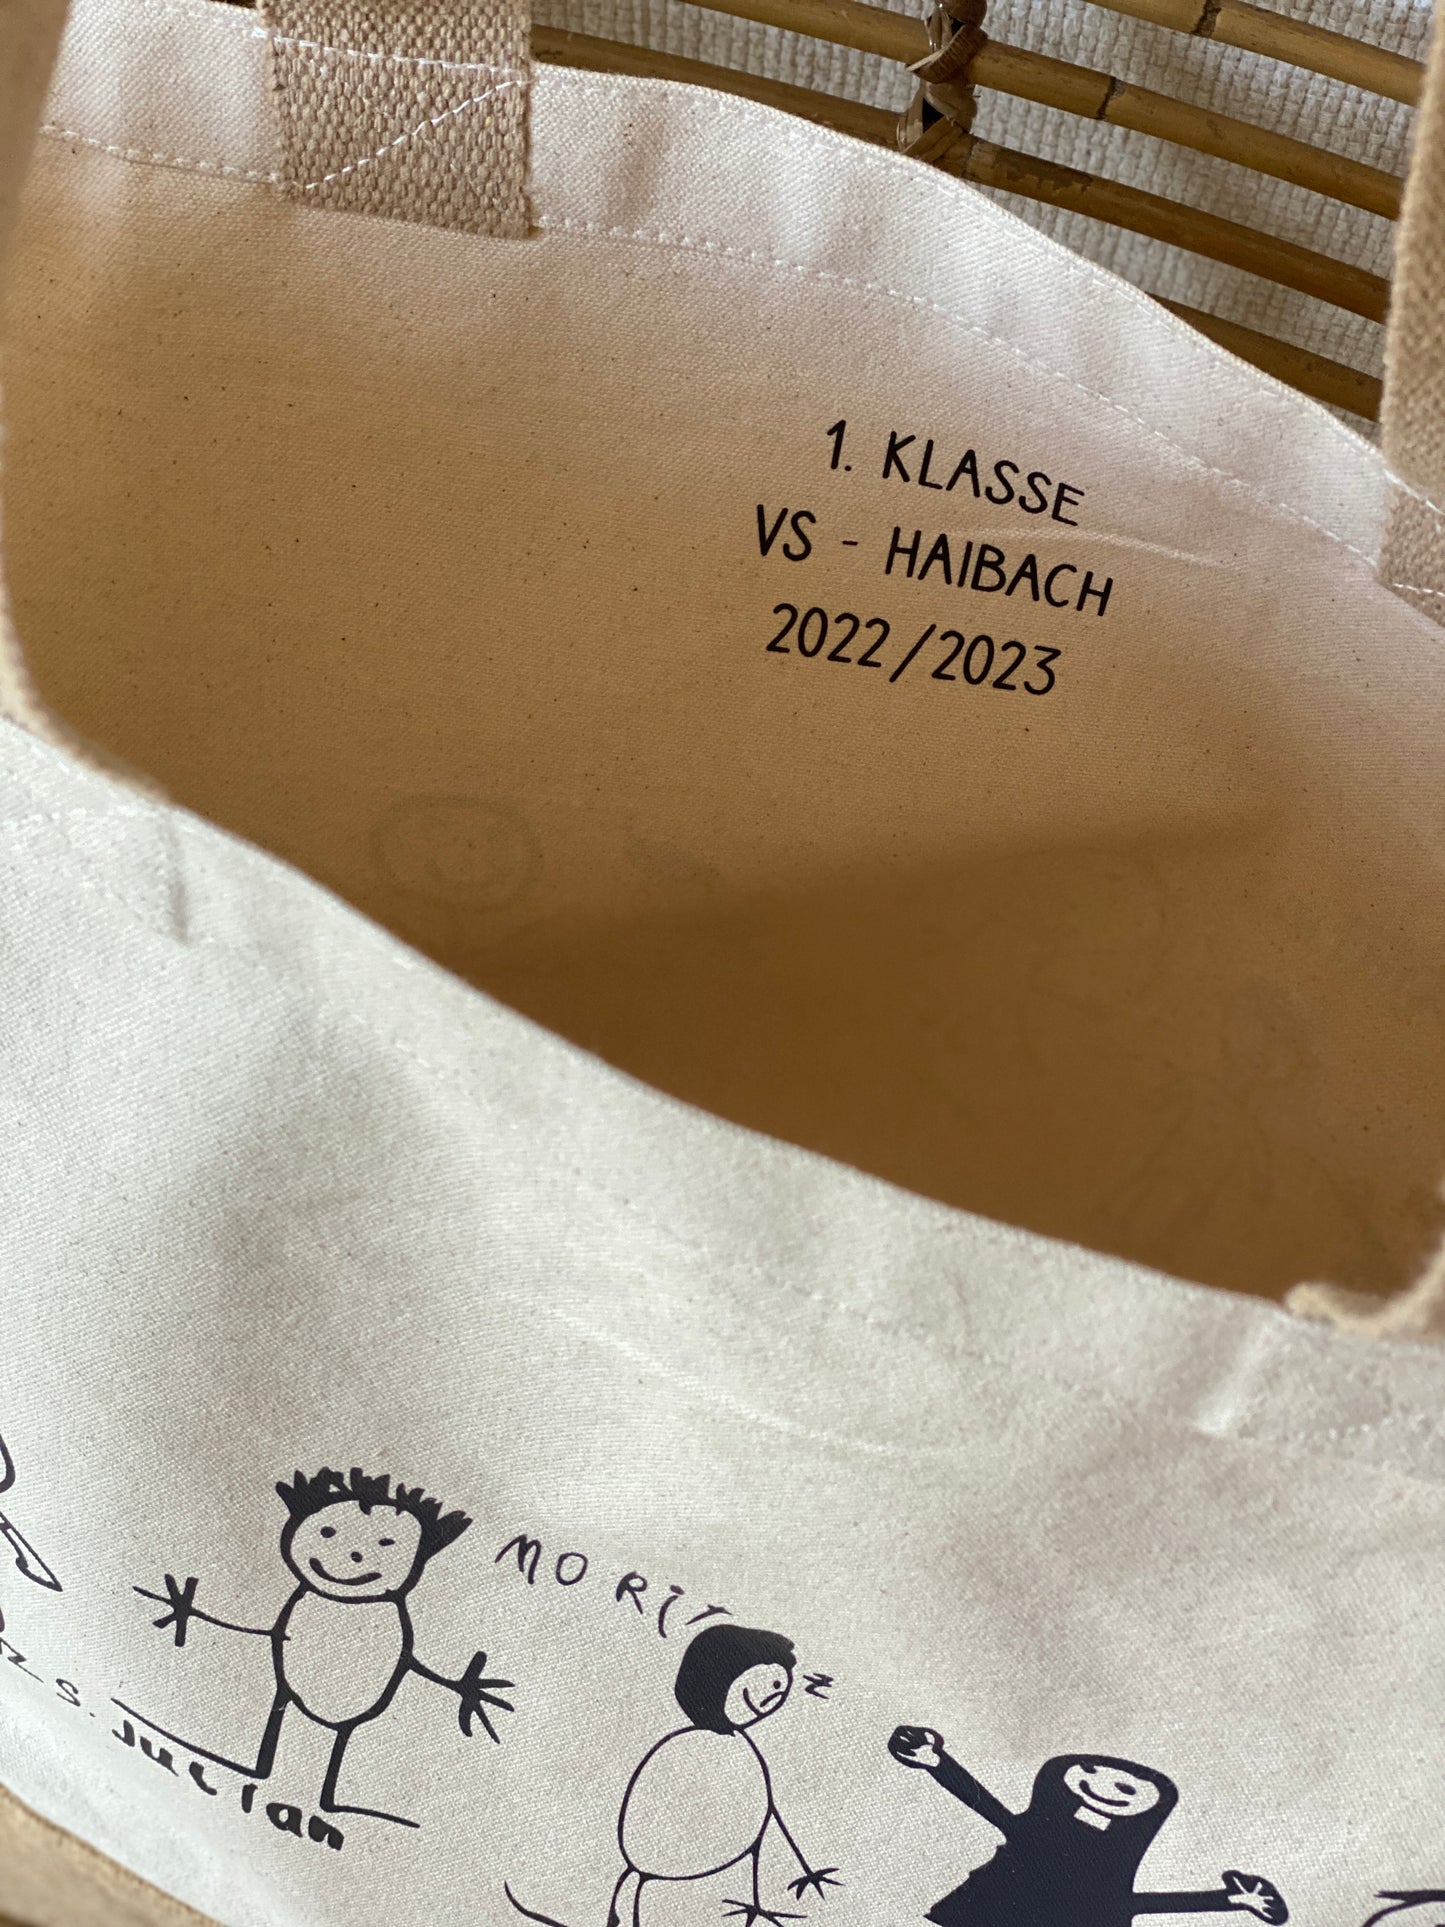 1. KLASSE
VS - HAIBACH
2022/2023
MORITZ
S. Julian